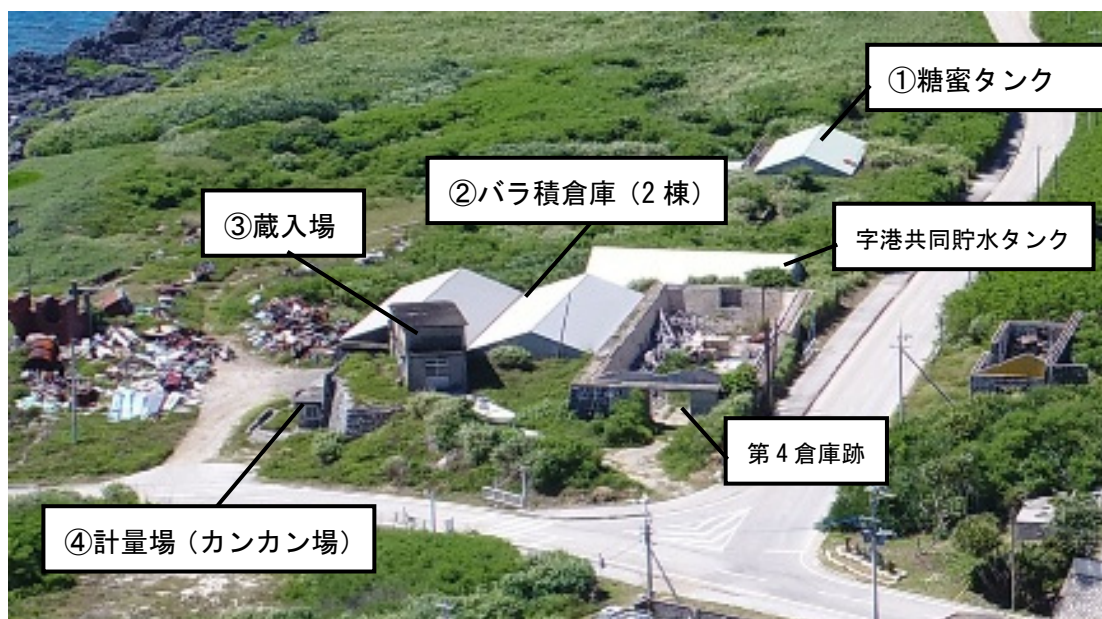 ①糖蜜タンク
②バラ積倉庫（2 棟）
③蔵入場
字港共同貯水タンク
第 4 倉庫跡
④計量場（カンカン場）